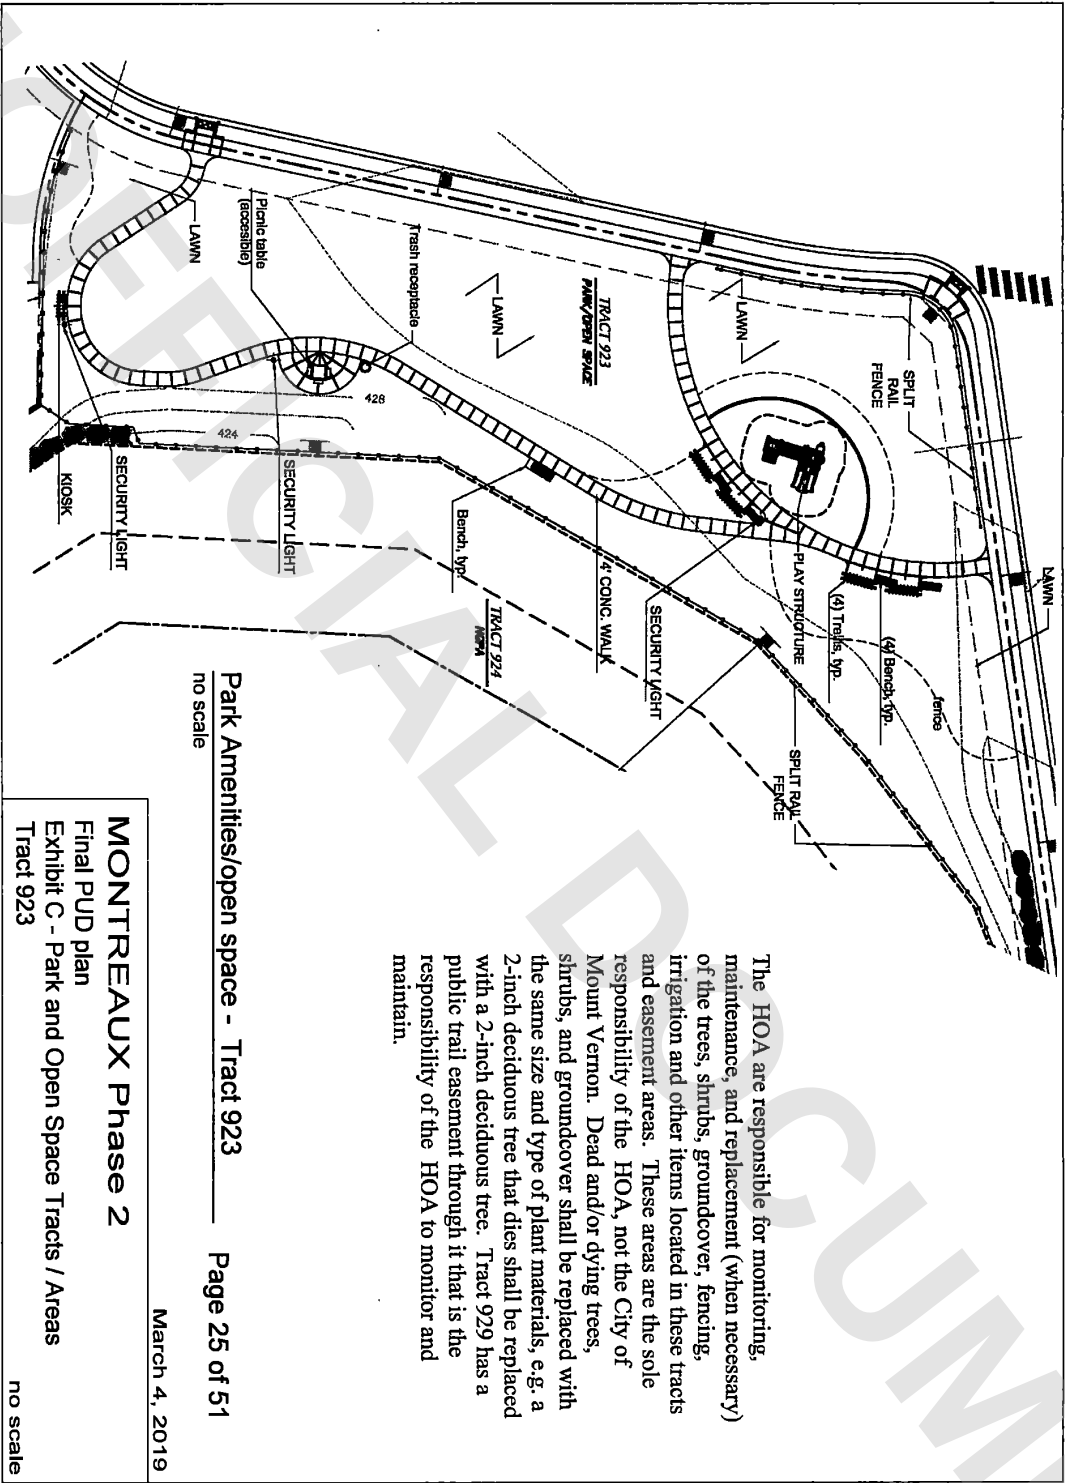 LAWN
Picnic table
(accesible)
Trash receptacle
LAWN
TRACT 923
PARK/OPEN SPACE
LAWN
SPLIT
RAIL
FENCE
LAWN
428
424
KIOSK
SECURITY LIGHT
SECURITY LIGHT
Bench, typ.
TRACT 924
NGPA
4' CONC. WALK
SECURITY LIGHT
PLAY STRUCTURE
(4) Trellis, typ.
(4) Bench, typ.
fence
SPLIT RAIL
FENCE
The HOA are responsible for monitoring,
maintenance, and replacement (when necessary)
of the trees, shrubs, groundcover, fencing,
irrigation and other items located in these tracts
and easement areas. These areas are the sole
responsibility of the HOA, not the City of
Mount Vernon. Dead and/or dying trees,
shrubs, and groundcover shall be replaced with
the same size and type of plant materials, e.g. a
2-inch deciduous tree that dies shall be replaced
with a 2-inch deciduous tree. Tract 929 has a
public trail easement through it that is the
responsibility of the HOA to monitor and
maintain.
Park Amenities/open space - Tract 923
no scale
Page 25 of 51
March 4, 2019
MONTREAUX Phase 2
Final PUD plan
Exhibit C - Park and Open Space Tracts / Areas
Tract 923
no scale
OFFICIAL DOCUM